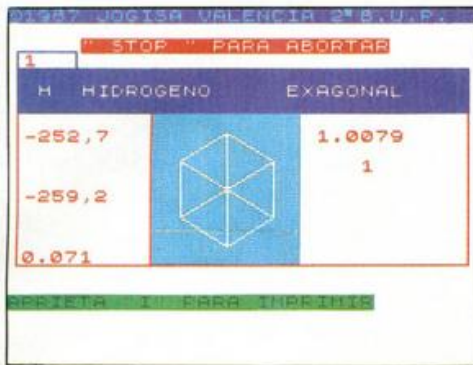 ©1987 JOGISA VALENCIA 2ºB.U.P.
" STOP " PARA ABORTAR
1
H HIDROGENO EXAGONAL
-252,7 1.0079
1
-259,2
0.071
APRIETA "I" PARA IMPRIMIR